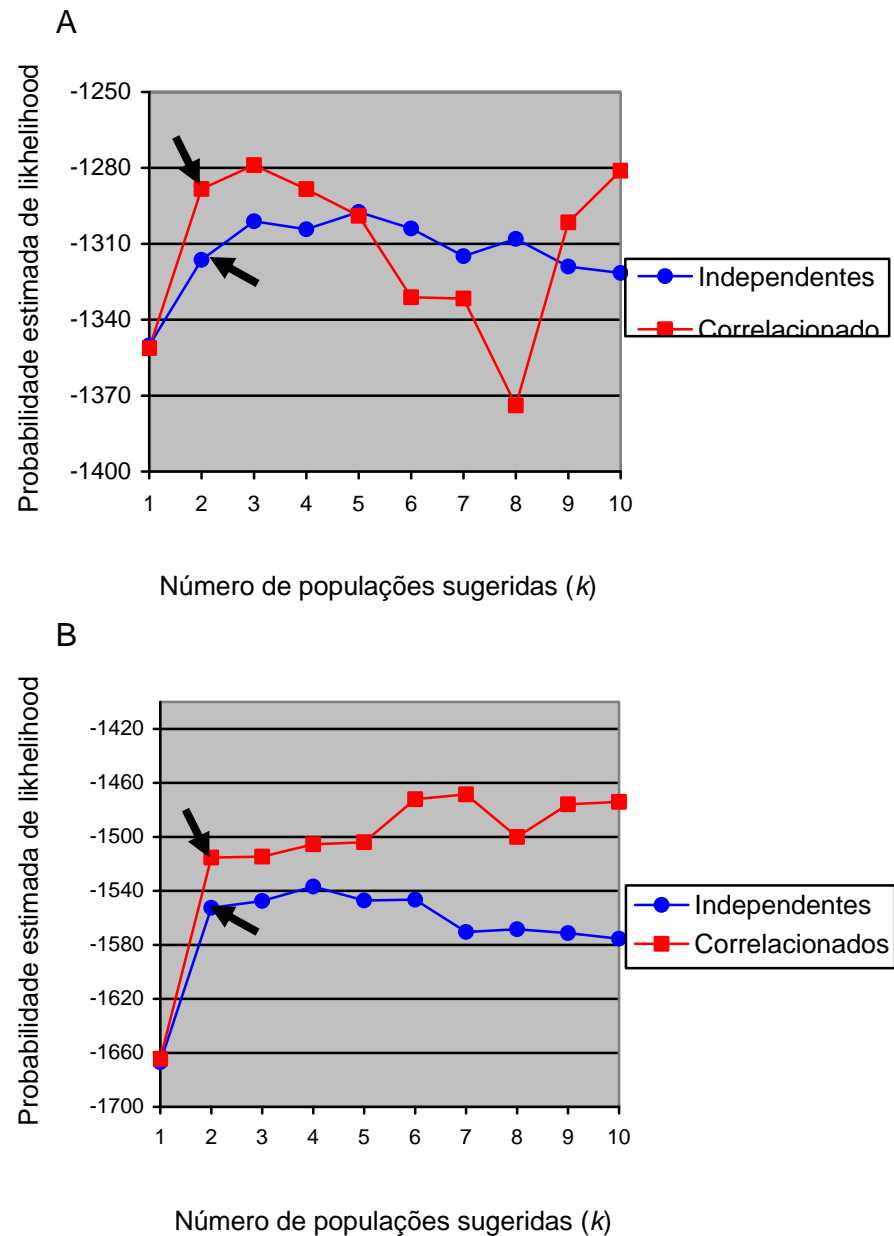 A
Probabilidade estimada de likhelihood
-1250
-1280
-1310
-1340
-1370
-1400
1 2 3 4 5 6 7 8 9 10
Número de populações sugeridas (k)
Independentes
Correlacionado
B
Probabilidade estimada de likhelihood
-1420
-1460
-1500
-1540
-1580
-1620
-1660
-1700
1 2 3 4 5 6 7 8 9 10
Número de populações sugeridas (k)
Independentes
Correlacionados